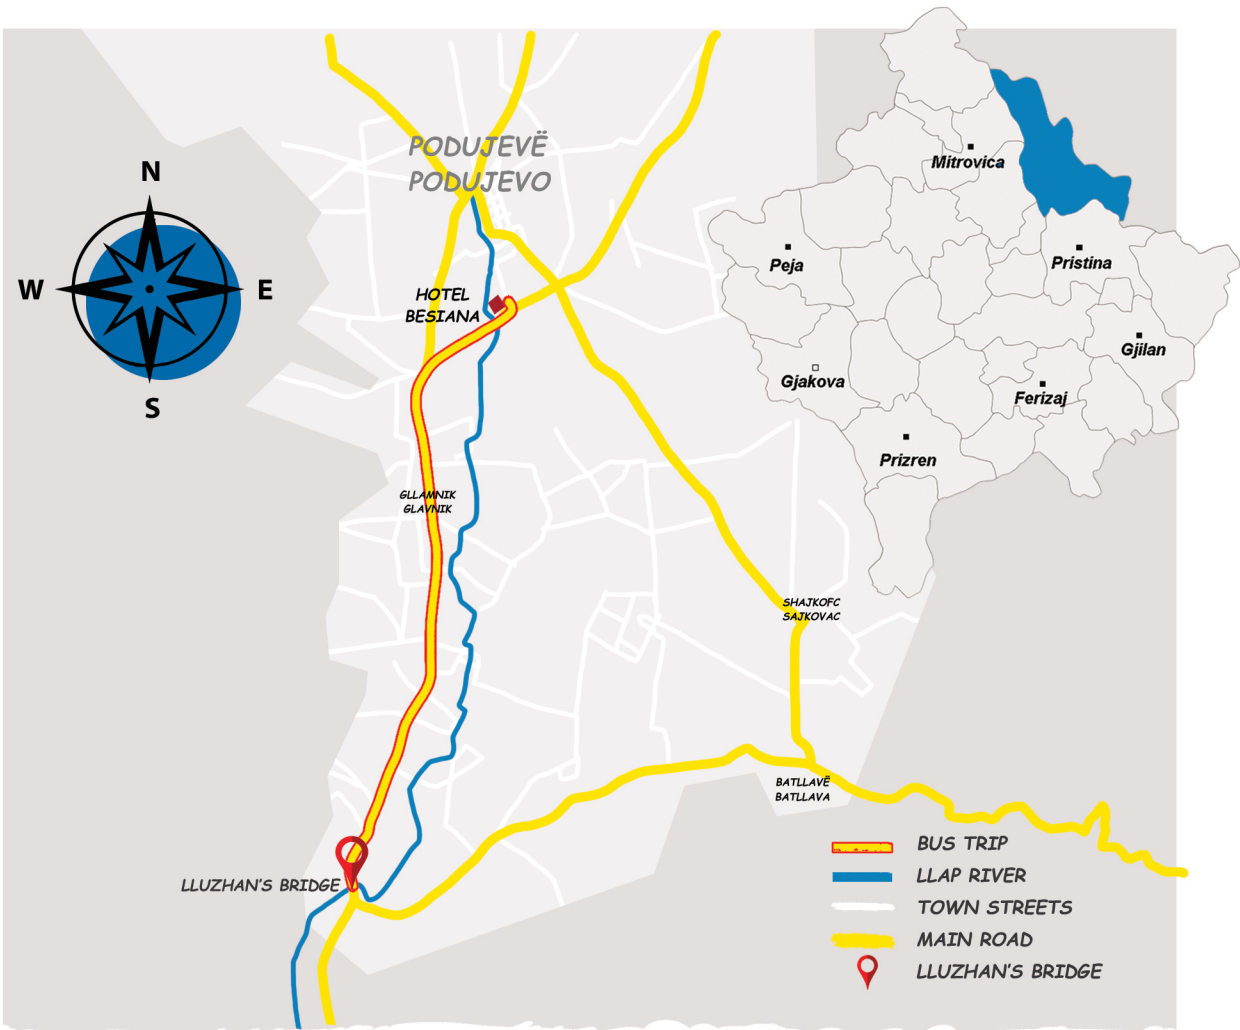 PODUJEVË
PODUJEVO
N
W
E
S
HOTEL
BESIANA
GLLAMNIK
GLAVNIK
SHAJKOFC
SAJKOVAC
BATLLAVË
BATLLAVA
LLUZHAN'S BRIDGE
Mitrovica
Peja
Pristina
Gjilan
Gjakova
Ferizaj
Prizren
BUS TRIP
LLAP RIVER
TOWN STREETS
MAIN ROAD
LLUZHAN'S BRIDGE